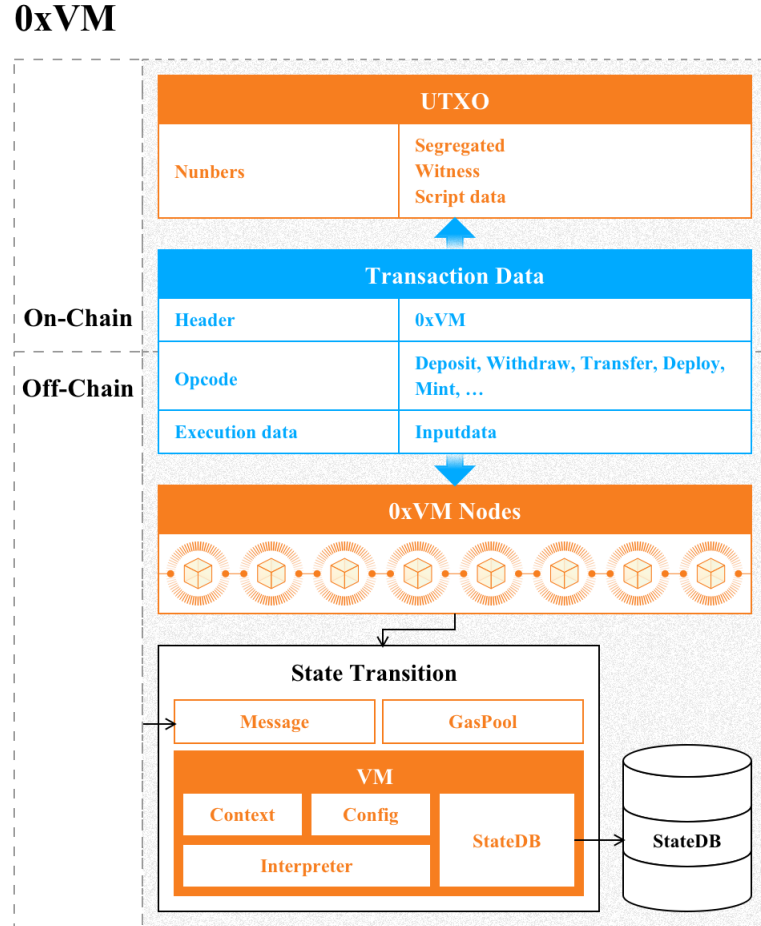 0xVM
UTXO
Nunbers
Segregated
Witness
Script data
Transaction Data
On-Chain
Header
0xVM
Off-Chain
Opcode
Deposit, Withdraw, Transfer, Deploy,
Mint, …
Execution data
Inputdata
0xVM Nodes
State Transition
Message
GasPool
VM
Context
Config
StateDB
Interpreter
StateDB